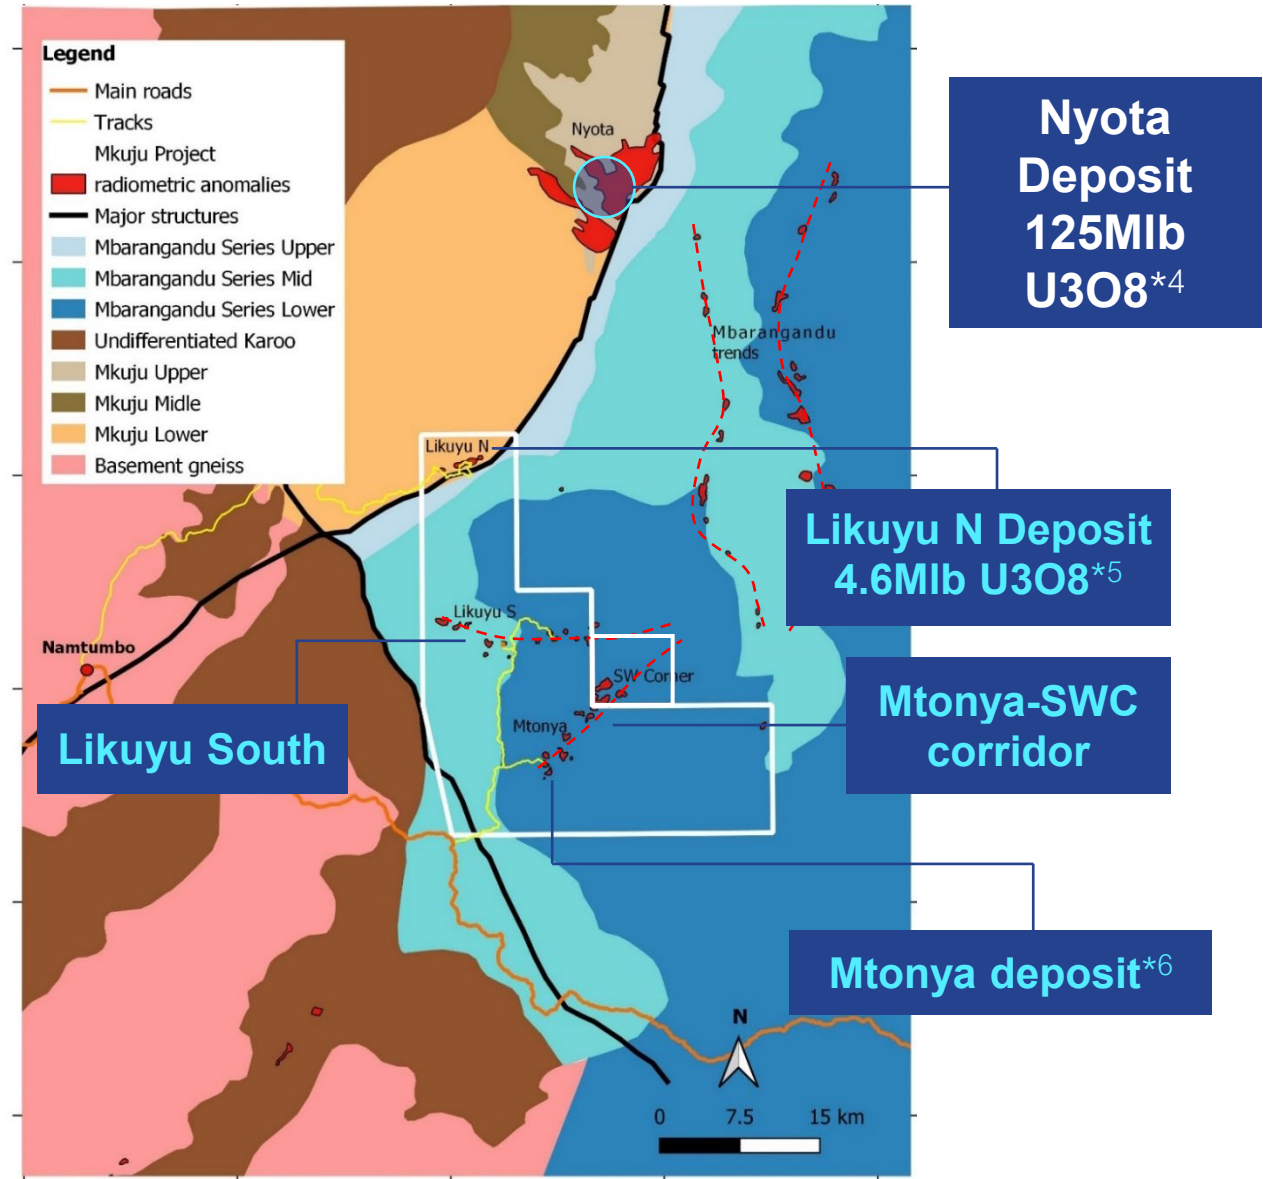 Legend
Main roads
Tracks
Mkuju Project
radiometric anomalies
Major structures
Mbarangandu Series Upper
Mbarangandu Series Mid
Mbarangandu Series Lower
Undifferentiated Karoo
Mkuju Upper
Mkuju Midle
Mkuju Lower
Basement gneiss
Nyota
Nyota
Deposit
125Mlb
U3O8*4
Mbarangandu
trends
Likuyu N
Likuyu N Deposit
4.6Mlb U3O8*5
Likuyu S
Namtumbo
SW Corner
Mtonya
Likuyu South
Mtonya-SWC
corridor
Mtonya deposit*6
N
0 7.5 15 km